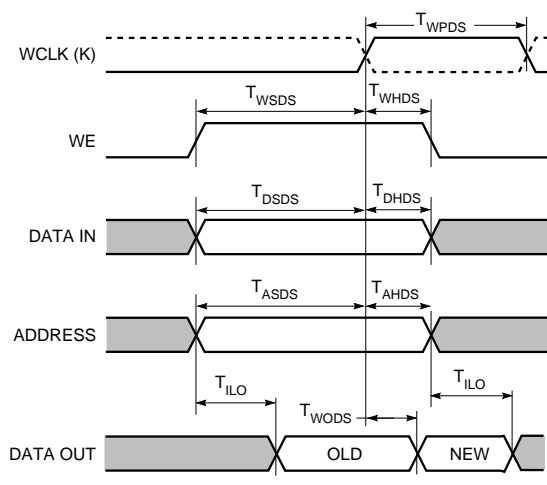 TWPDS
WCLK (K)
TWSDS TWHDS
WE
TDSDS TDHDS
DATA IN
TASDS TAHDS
ADDRESS
TILO TILO
TWODS
DATA OUT OLD NEW